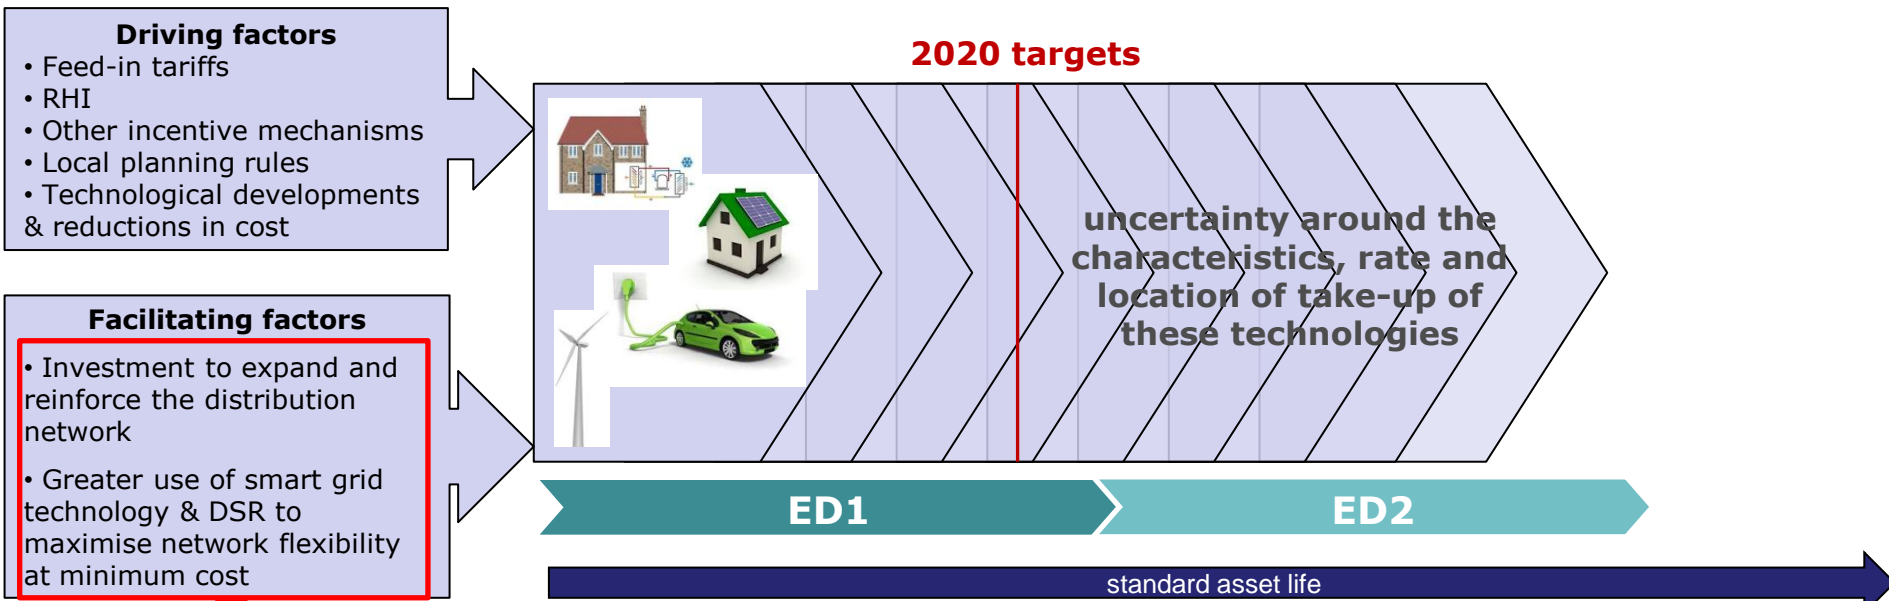 Driving factors
• Feed-in tariffs
• RHI
• Other incentive mechanisms
• Local planning rules
• Technological developments
& reductions in cost
Facilitating factors
• Investment to expand and
reinforce the distribution
network
• Greater use of smart grid
technology & DSR to
maximise network flexibility
at minimum cost
2020 targets
uncertainty around the
characteristics, rate and
location of take-up of
these technologies
ED1
ED2
standard asset life